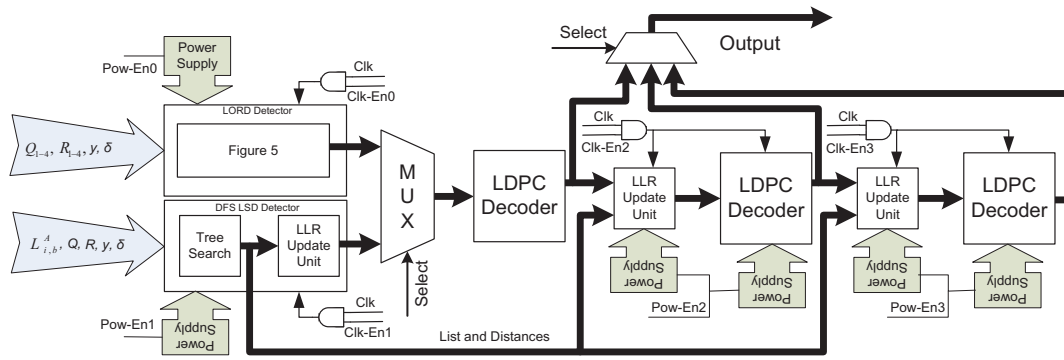 Power
Supply
Pow-En0
Clk
Clk-En0
LORD Detector
Figure 5
Q1-4, R1-4, y, δ
DFS LSD Detector
L^A_i,b, Q, R, y, δ
Tree
Search
LLR
Update
Unit
Pow-En1
Power
Supply
Clk
Clk-En1
MUX
Select
List and Distances
LDPC
Decoder
Select
Output
Clk
Clk-En2
LLR
Update
Unit
LDPC
Decoder
Power
Supply
Pow-En2
Power
Supply
Clk
Clk-En3
LLR
Update
Unit
LDPC
Decoder
Power
Supply
Pow-En3
Power
Supply